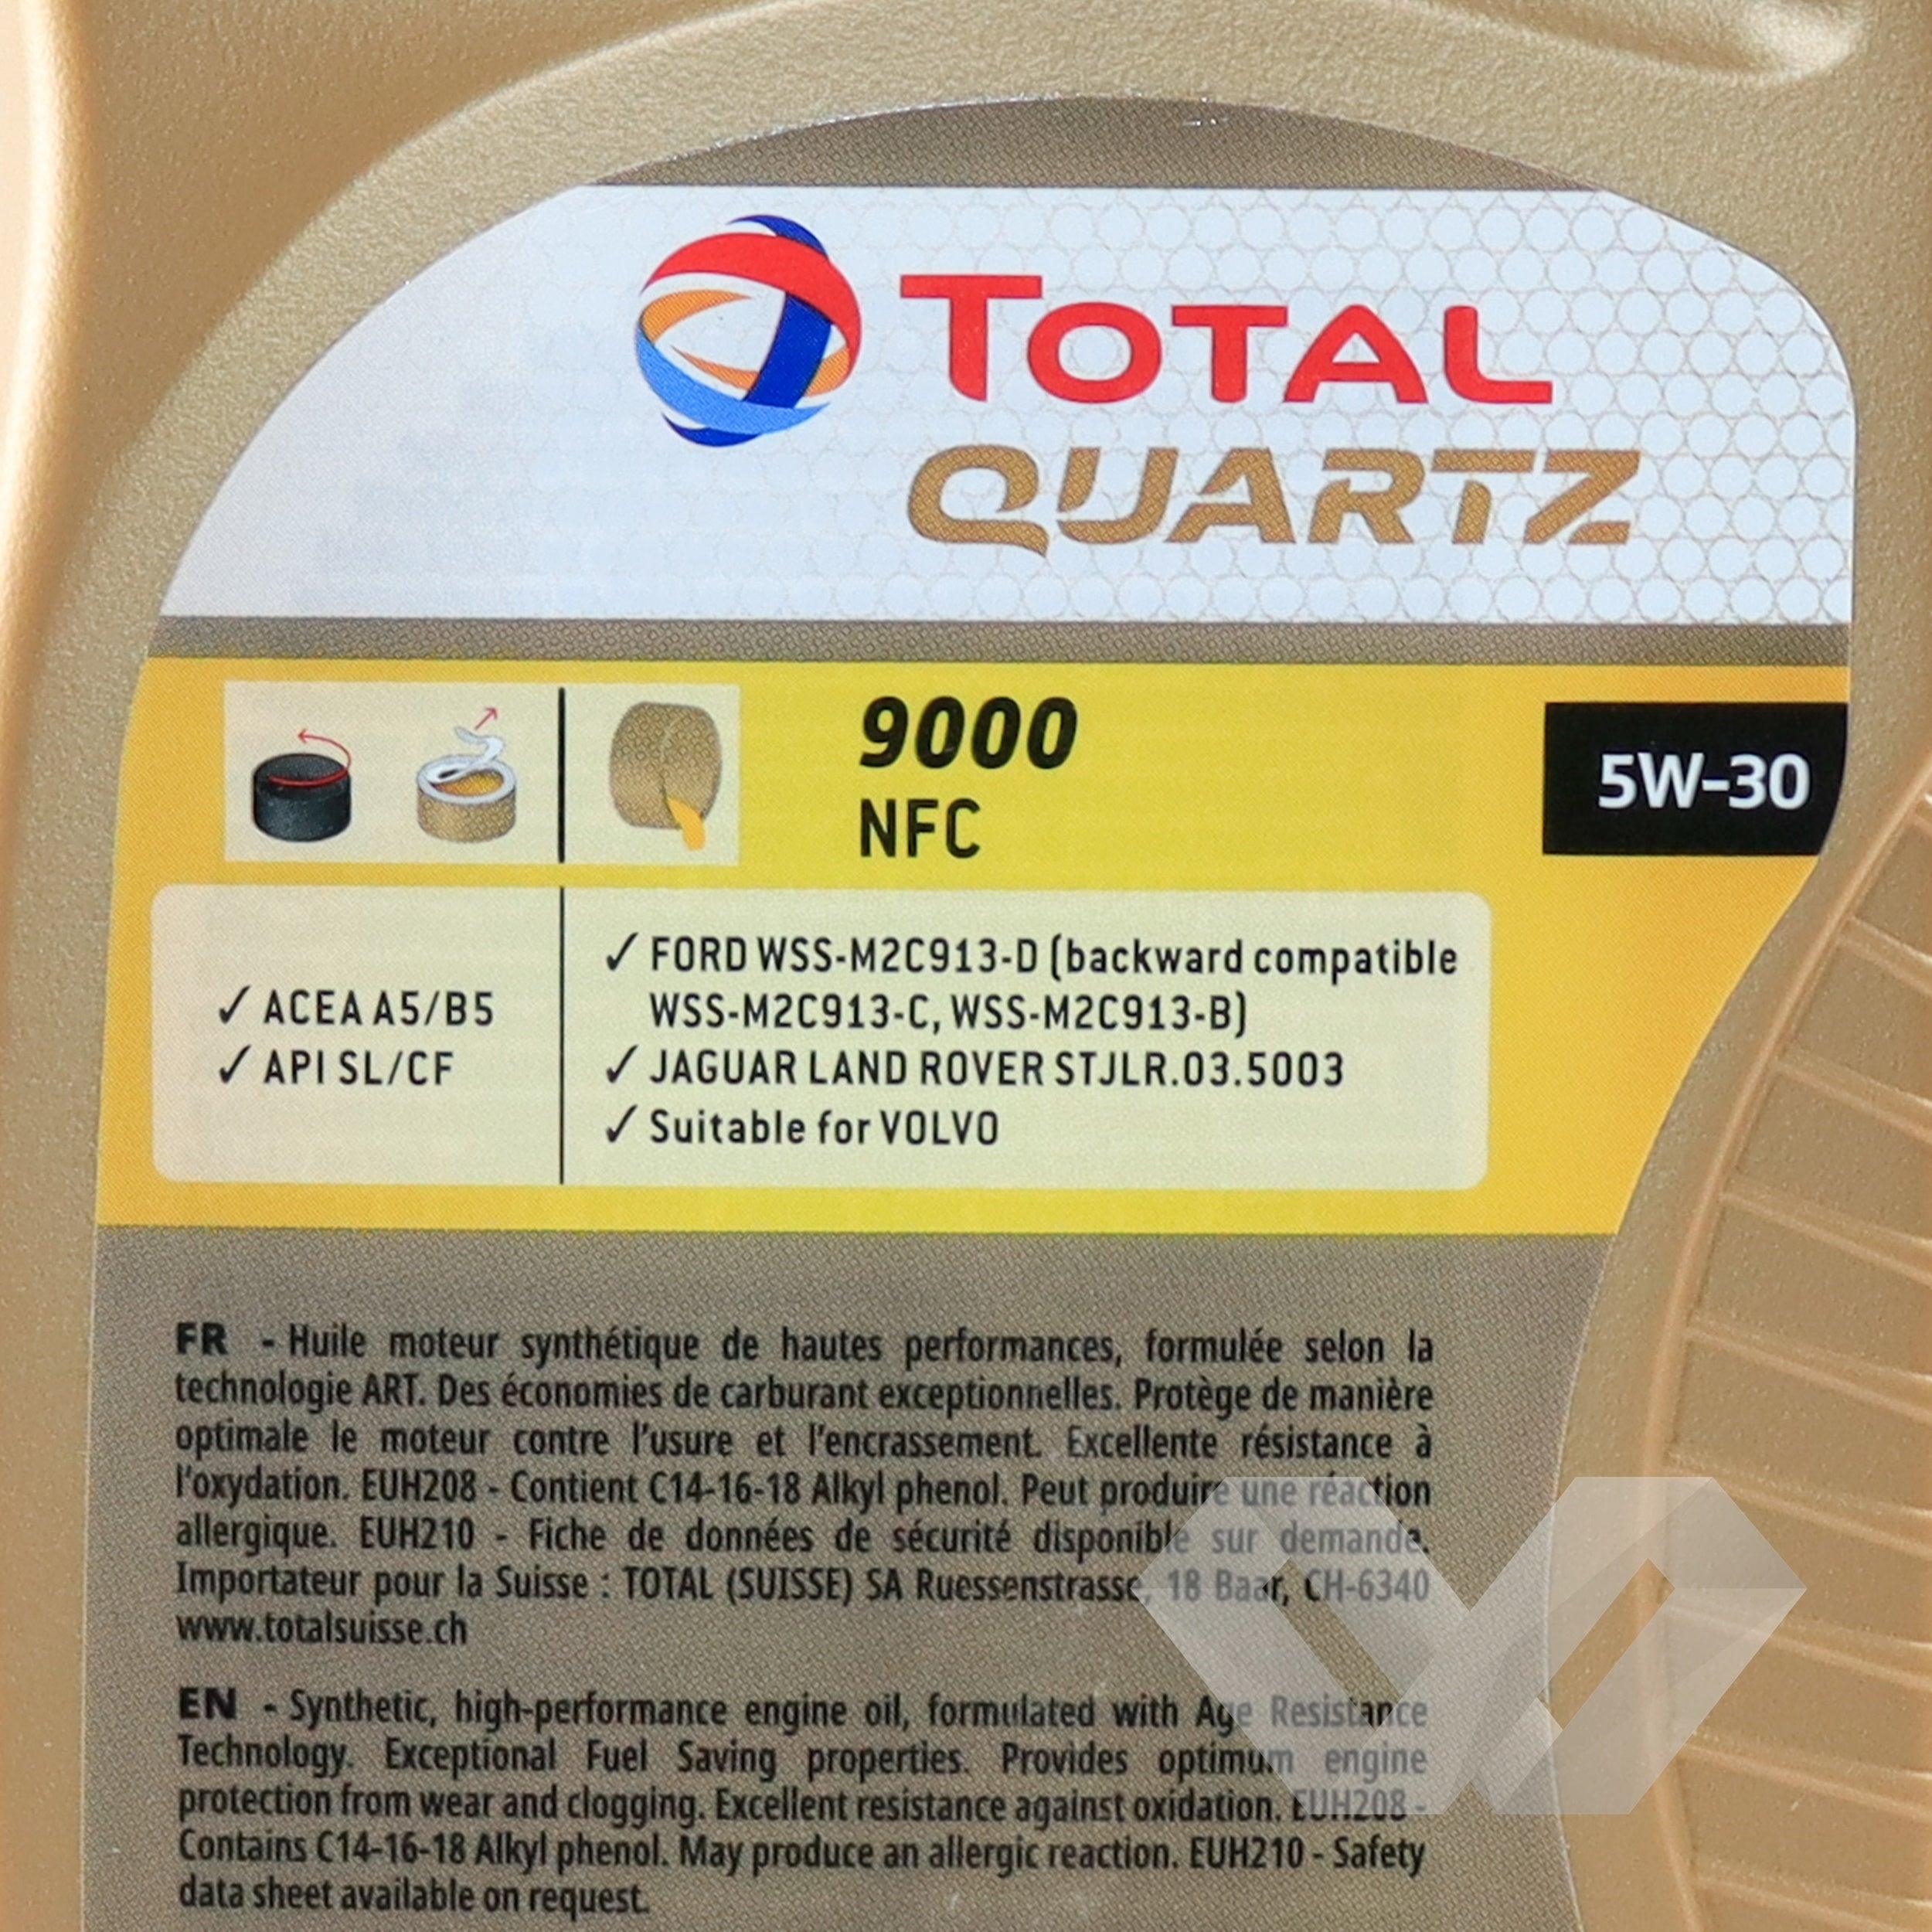 TOTAL
QUARTZ
9000
NFC
5W-30
✓ ACEA A5/B5
✓ API SL/CF
✓ FORD WSS-M2C913-D (backward compatible
WSS-M2C913-C, WSS-M2C913-B)
✓ JAGUAR LAND ROVER STJLR.03.5003
✓ Suitable for VOLVO
FR - Huile moteur synthétique de hautes performances, formulée selon la
technologie ART. Des économies de carburant exceptionnelles. Protège de manière
optimale le moteur contre l'usure et l'encrassement. Excellente résistance à
l'oxydation. EUH208 - Contient C14-16-18 Alkyl phenol. Peut produire une réaction
allergique. EUH210 - Fiche de données de sécurité disponible sur demande.
Importateur pour la Suisse : TOTAL (SUISSE) SA Ruessenstrasse, 18 Baar, CH-6340
www.totalsuisse.ch
EN - Synthetic, high-performance engine oil, formulated with Age Resistance
Technology. Exceptional Fuel Saving properties. Provides optimum engine
protection from wear and clogging. Excellent resistance against oxidation. EUH208 -
Contains C14-16-18 Alkyl phenol. May produce an allergic reaction. EUH210 - Safety
data sheet available on request.